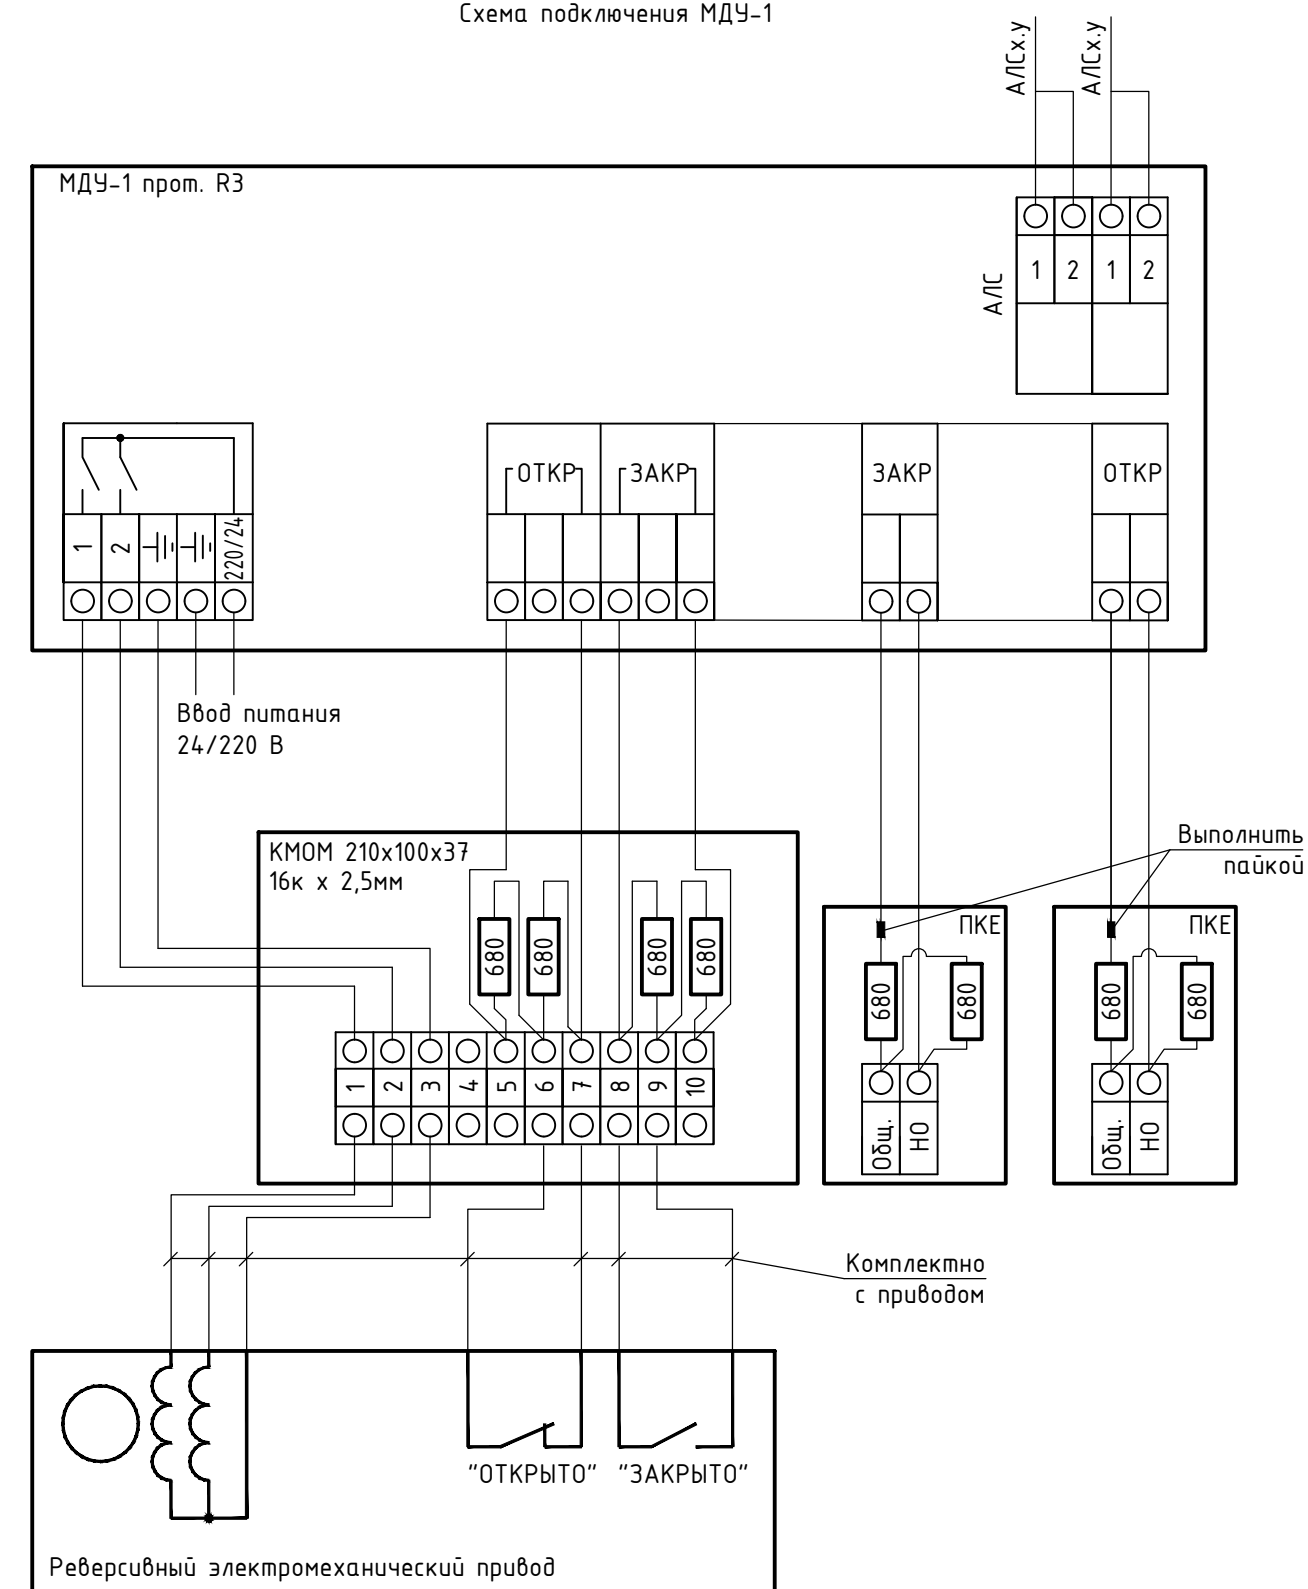 Схема подключения МДУ-1
АЛСх.у
АЛСх.у
МДУ-1 прот. R3
АЛС
1
2
1
2
ОТКР
ЗАКР
ЗАКР
ОТКР
1
2
220/24
Ввод питания
24/220 В
Выполнить
пайкой
КМОМ 210х100х37
16к х 2,5мм
680
680
680
680
ПКЕ
680
680
ПКЕ
680
680
1
2
3
4
5
6
7
8
9
10
Общ.
НО
Общ.
НО
Комплектно
с приводом
"ОТКРЫТО"
"ЗАКРЫТО"
Реверсивный электромеханический привод